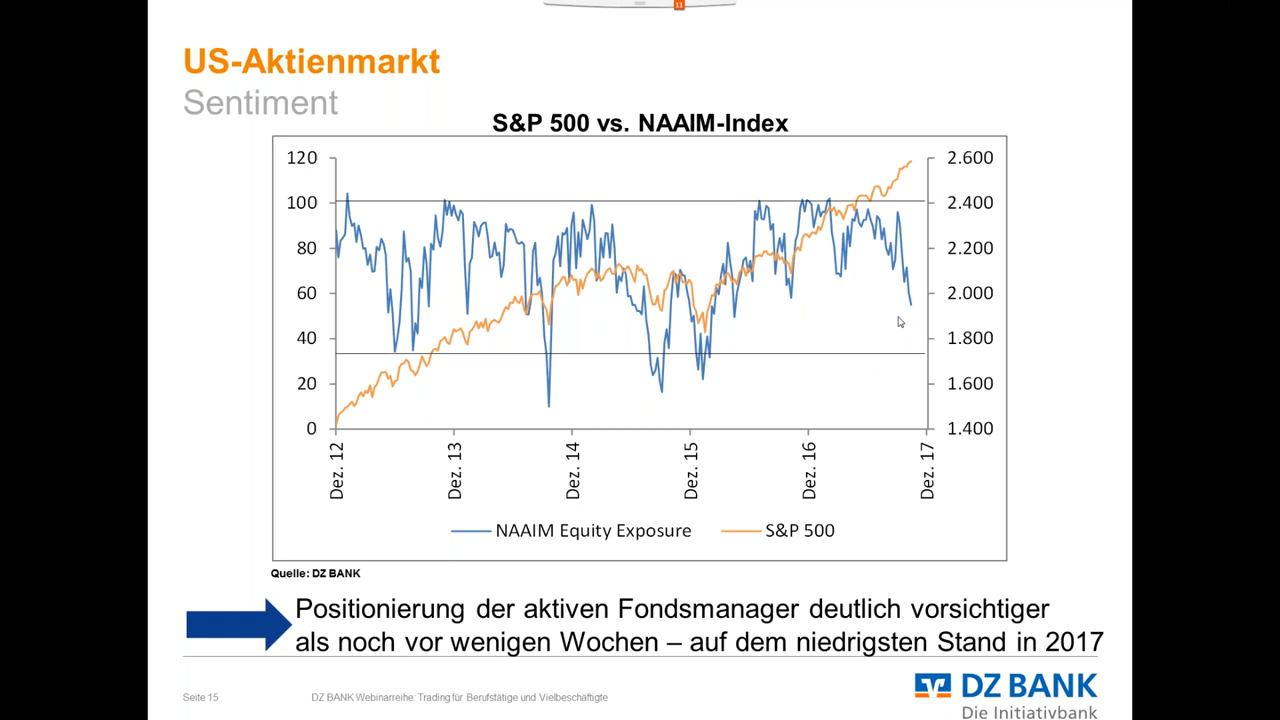 11
US-Aktienmarkt
Sentiment
S&P 500 vs. NAAIM-Index
120
100
80
60
40
20
0
2.600
2.400
2.200
2.000
1.800
1.600
1.400
Dez. 12
Dez. 13
Dez. 14
Dez. 15
Dez. 16
Dez. 17
NAAIM Equity Exposure
S&P 500
Quelle: DZ BANK
Positionierung der aktiven Fondsmanager deutlich vorsichtiger
als noch vor wenigen Wochen – auf dem niedrigsten Stand in 2017
Seite 15
DZ BANK Webinarreihe: Trading für Berufstätige und Vielbeschäftigte
DZ BANK
Die Initiativbank